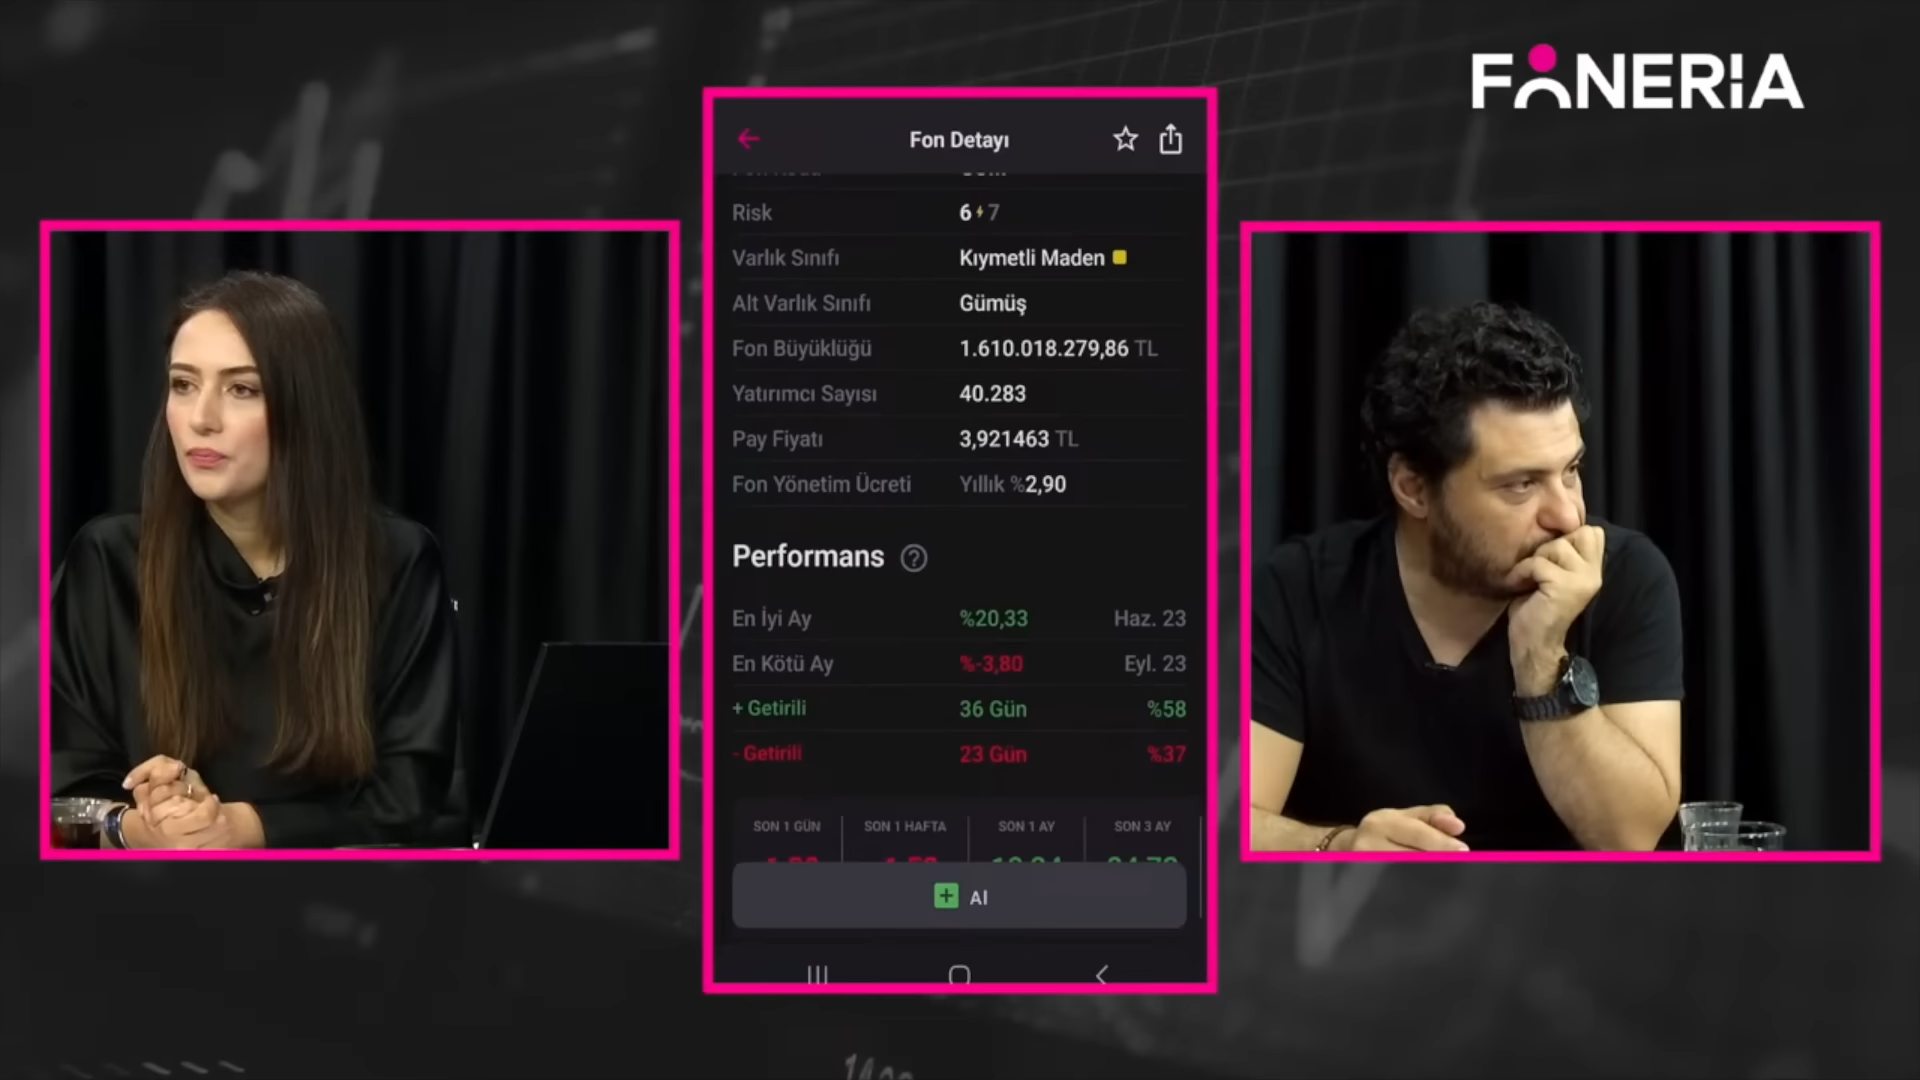 FONERIA
Fon Detayı
Risk 6 7
Varlık Sınıfı Kıymetli Maden
Alt Varlık Sınıfı Gümüş
Fon Büyüklüğü 1.610.018.279,86 TL
Yatırımcı Sayısı 40.283
Pay Fiyatı 3,921463 TL
Fon Yönetim Ücreti Yıllık %2,90
Performans ?
En İyi Ay %20,33 Haz. 23
En Kötü Ay %-3,80 Eyl. 23
+ Getirili 36 Gün %58
- Getirili 23 Gün %37
SON 1 GÜN SON 1 HAFTA SON 1 AY SON 3 AY
Al